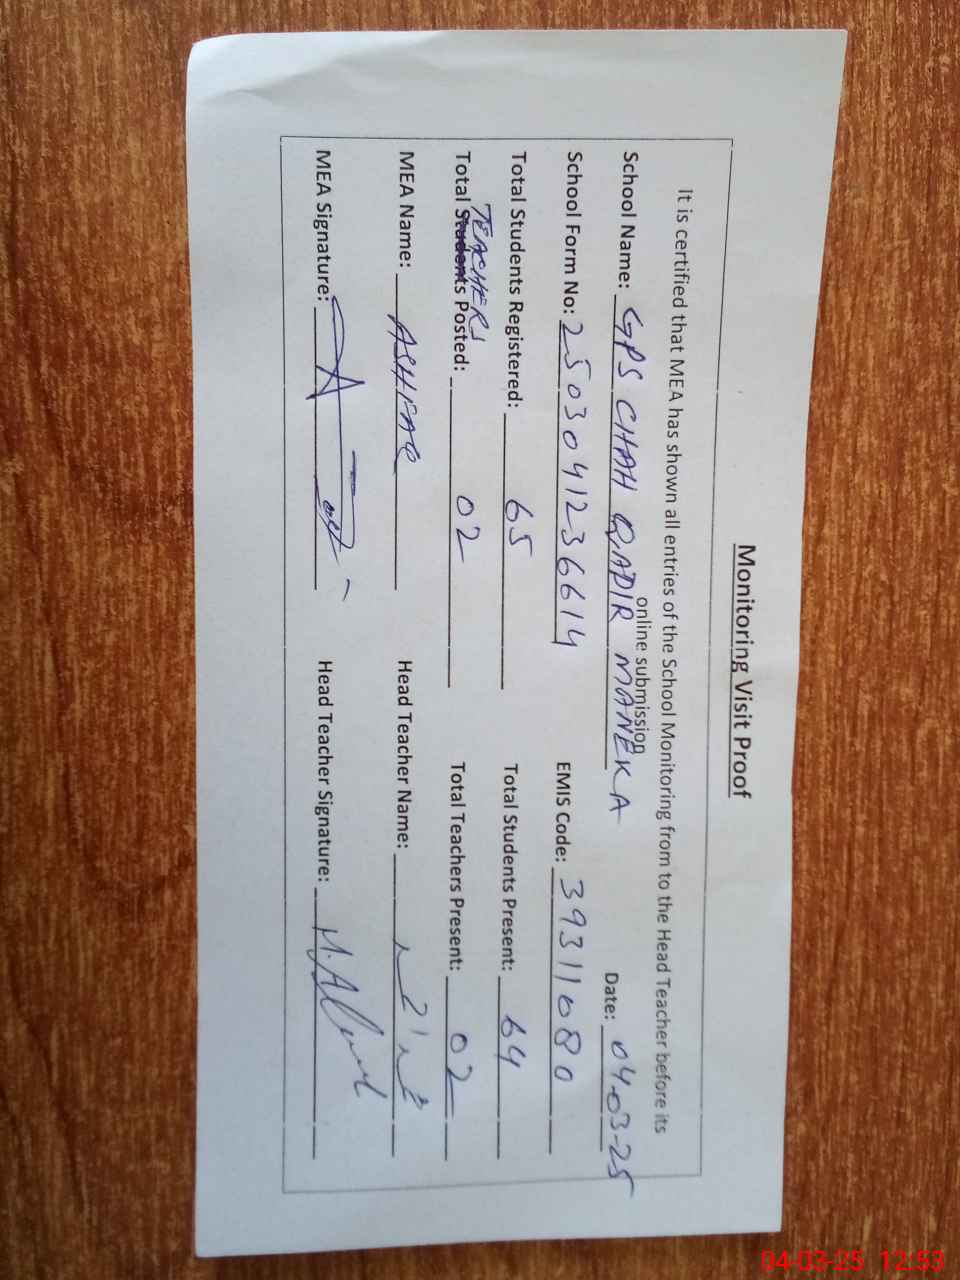 Monitoring Visit Proof
It is certified that MEA has shown all entries of the School Monitoring from to the Head Teacher before its
online submission
School Name: GPS CHAH QADIR MANEKA Date: 04-03-25
School Form No: 25030412366 14 EMIS Code: 39311080
Total Students Registered: 65 Total Students Present: 64
TEACHERS
Total Students Posted: 02 Total Teachers Present: 02
MEA Name: ASHFAQ Head Teacher Name:
MEA Signature: Head Teacher Signature:
04-03-25 12:53